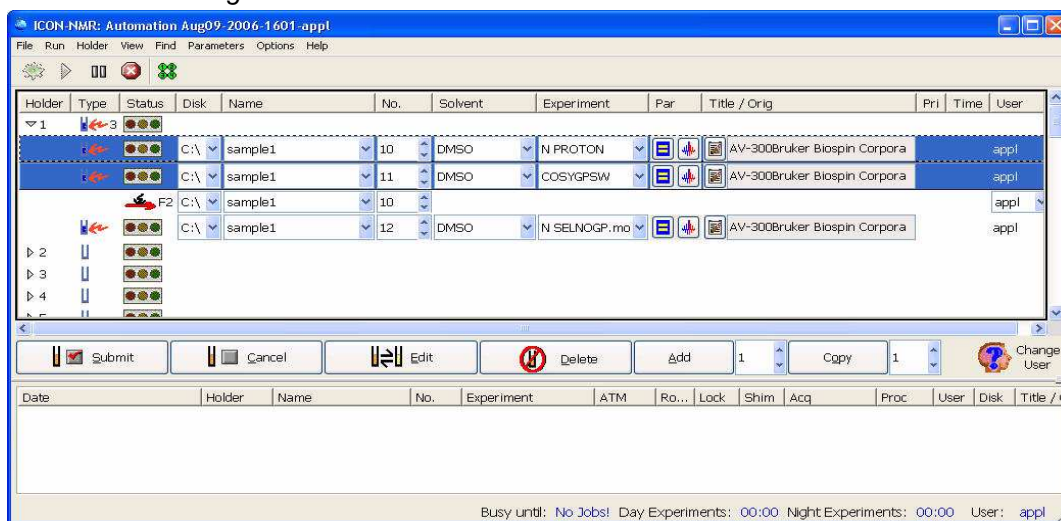 ICON-NMR: Automation Aug09-2006-1601-appl
File Run Holder View Find Parameters Options Help
Holder Type Status Disk Name No. Solvent Experiment Par Title / Orig Pri Time User
1 3
C:\ sample1 10 DMSO N PROTON AV-300Bruker Biospin Corpora appl
C:\ sample1 11 DMSO COSYGPSW AV-300Bruker Biospin Corpora appl
F2 C:\ sample1 10 appl
C:\ sample1 12 DMSO N SELNOGP.mo AV-300Bruker Biospin Corpora appl
2
3
4
Submit Cancel Edit Delete Add 1 Copy 1 Change User
Date Holder Name No. Experiment ATM Ro... Lock Shim Acq Proc User Disk Title /
Busy until: No Jobs! Day Experiments: 00:00 Night Experiments: 00:00 User: appl